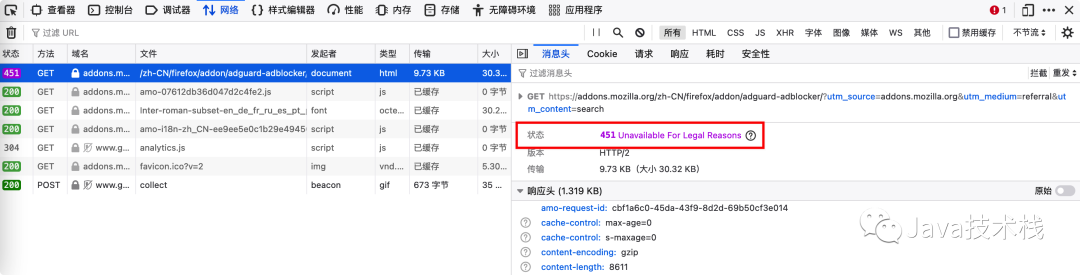 查看器 控制台 调试器 网络 样式编辑器 性能 内存 存储 无障碍环境 应用程序 1
过滤 URL 所有 HTML CSS JS XHR 字体 图像 媒体 WS 其他 禁用缓存 不节流
状态 方法 域名 文件 发起者 类型 传输 大小 消息头 Cookie 请求 响应 耗时 安全性
451 GET addons.m... /zh-CN/firefox/addon/adguard-adblocker, document html 9.73 KB 30.3...
200 GET addons.m... amo-07612db36d047d2c4fe2.js script js 已缓存 0 字节
200 GET addons.m... Inter-roman-subset-en_de_fr_ru_es_pt_ font octe... 已缓存 30.2...
200 GET addons.m... amo-i18n-zh_CN-ee9ee5e0c1b29e4945 script js 已缓存 0 字节
304 GET www.g... analytics.js script js 已缓存 0 字节
200 GET addons.m... favicon.ico?v=2 img vnd.... 已缓存 5.30...
200 POST www.g... collect beacon gif 673 字节 35 ...
过滤消息头 拦截 重发
GET https://addons.mozilla.org/zh-CN/firefox/addon/adguard-adblocker/?utm_source=addons.mozilla.org&utm_medium=referral&ut
m_content=search
状态 451 Unavailable For Legal Reasons
版本 HTTP/2
传输 9.73 KB（大小 30.32 KB）
响应头 (1.319 KB) 原始
amo-request-id: cbf1a6c0-45da-43f9-8d2d-69b50cf3e014
cache-control: max-age=0
cache-control: s-maxage=0
content-encoding: gzip
content-length: 8611
Java技术栈